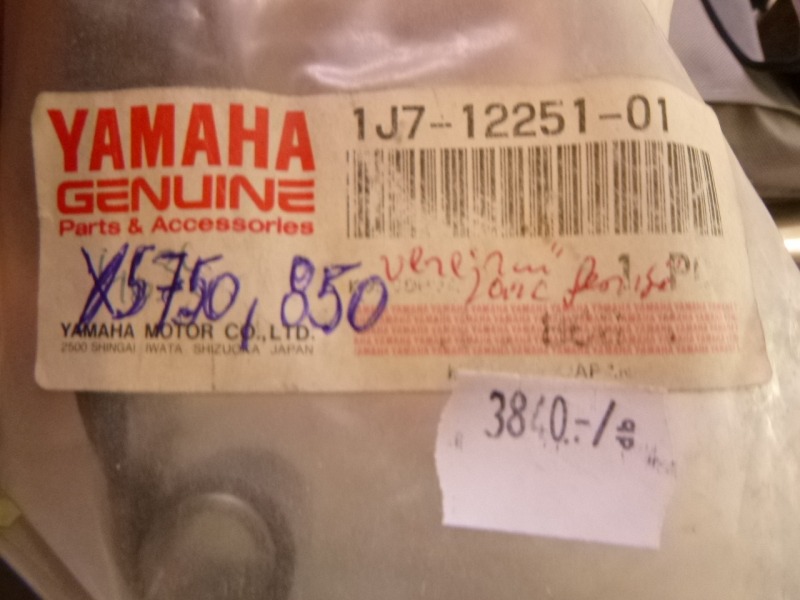 YAMAHA
GENUINE
Parts & Accessories
1J7-12251-01
XS750, 850
YAMAHA MOTOR CO., LTD.
2500 SHINGAI IWATA SHIZUOKA JAPAN
3840.-/db